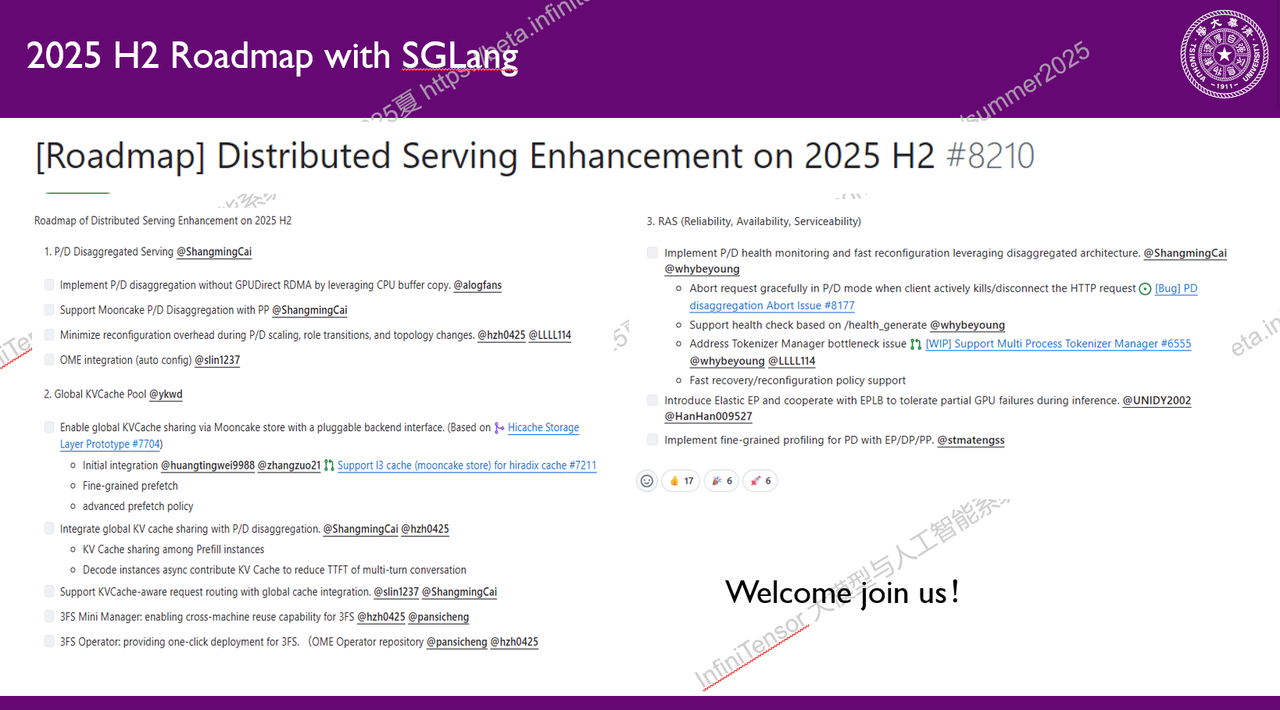 2025 H2 Roadmap with SGLang
25夏 https://beta.infinite
/summer2025
TSINGHUA UNIVERSITY
-1911-
[Roadmap] Distributed Serving Enhancement on 2025 H2 #8210
Roadmap of Distributed Serving Enhancement on 2025 H2
1. P/D Disaggregated Serving @ShangmingCai
Implement P/D disaggregation without GPUDirect RDMA by leveraging CPU buffer copy. @alogfans
Support Mooncake P/D Disaggregation with PP @ShangmingCai
Minimize reconfiguration overhead during P/D scaling, role transitions, and topology changes. @hzh0425 @LLLL114
OME integration (auto config) @slin1237
2. Global KVCache Pool @ykwd
Enable global KVCache sharing via Mooncake store with a pluggable backend interface. (Based on Hicache Storage
Layer Prototype #7704)
Initial integration @huangtingwei9988 @zhangzuo21 Support l3 cache (mooncake store) for hiradix cache #7211
Fine-grained prefetch
advanced prefetch policy
Integrate global KV cache sharing with P/D disaggregation. @ShangmingCai @hzh0425
KV Cache sharing among Prefill instances
Decode instances async contribute KV Cache to reduce TTFT of multi-turn conversation
Support KVCache-aware request routing with global cache integration. @slin1237 @ShangmingCai
3FS Mini Manager: enabling cross-machine reuse capability for 3FS @hzh0425 @pansicheng
3FS Operator: providing one-click deployment for 3FS. （OME Operator repository @pansicheng @hzh0425
3. RAS (Reliability, Availability, Serviceability)
Implement P/D health monitoring and fast reconfiguration leveraging disaggregated architecture. @ShangmingCai
@whybeyoung
Abort request gracefully in P/D mode when client actively kills/disconnect the HTTP request [Bug] PD
disaggregation Abort Issue #8177
Support health check based on /health_generate @whybeyoung
Address Tokenizer Manager bottleneck issue [WIP] Support Multi Process Tokenizer Manager #6555
@whybeyoung @LLLL114
Fast recovery/reconfiguration policy support
Introduce Elastic EP and cooperate with EPLB to tolerate partial GPU failures during inference. @UNIDY2002
@HanHan009527
Implement fine-grained profiling for PD with EP/DP/PP. @stmatengss
17 6 6
Welcome join us！
InfiniTensor 大模型与人工智能系